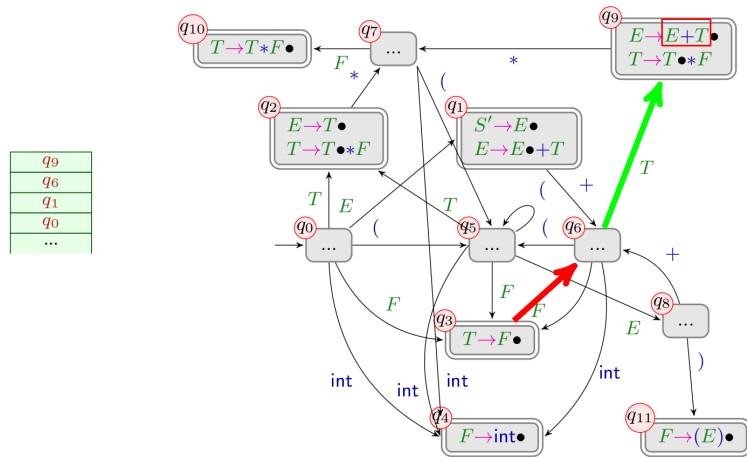 q10
T→T*F●
q7
...
q9
E→E+T●
T→T●*F
F
*
*
(
q2
E→T●
T→T●*F
q1
S′→E●
E→E●+T
T
q9
q6
q1
q0
...
T
E
T
(
+
q0
...
(
q5
...
(
q6
...
+
F
F
F
q8
...
q3
T→F●
E
int
int
int
int
)
q4
F→int●
q11
F→(E)●